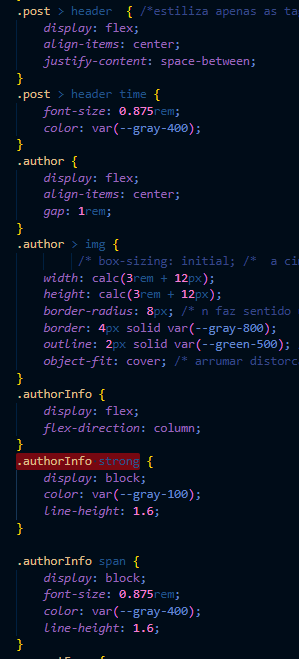 .post > header { /*estiliza apenas as ta
display: flex;
align-items: center;
justify-content: space-between;
}
.post > header time {
font-size: 0.875rem;
color: var(--gray-400);
}
.author {
display: flex;
align-items: center;
gap: 1rem;
}
.author > img {
/* box-sizing: initial; /* a ci
width: calc(3rem + 12px);
height: calc(3rem + 12px);
border-radius: 8px; /* n faz sentido
border: 4px solid var(--gray-800);
outline: 2px solid var(--green-500);
object-fit: cover; /* arrumar distorc
}
.authorInfo {
display: flex;
flex-direction: column;
}
.authorInfo strong {
display: block;
color: var(--gray-100);
line-height: 1.6;
}
.authorInfo span {
display: block;
font-size: 0.875rem;
color: var(--gray-400);
line-height: 1.6;
}